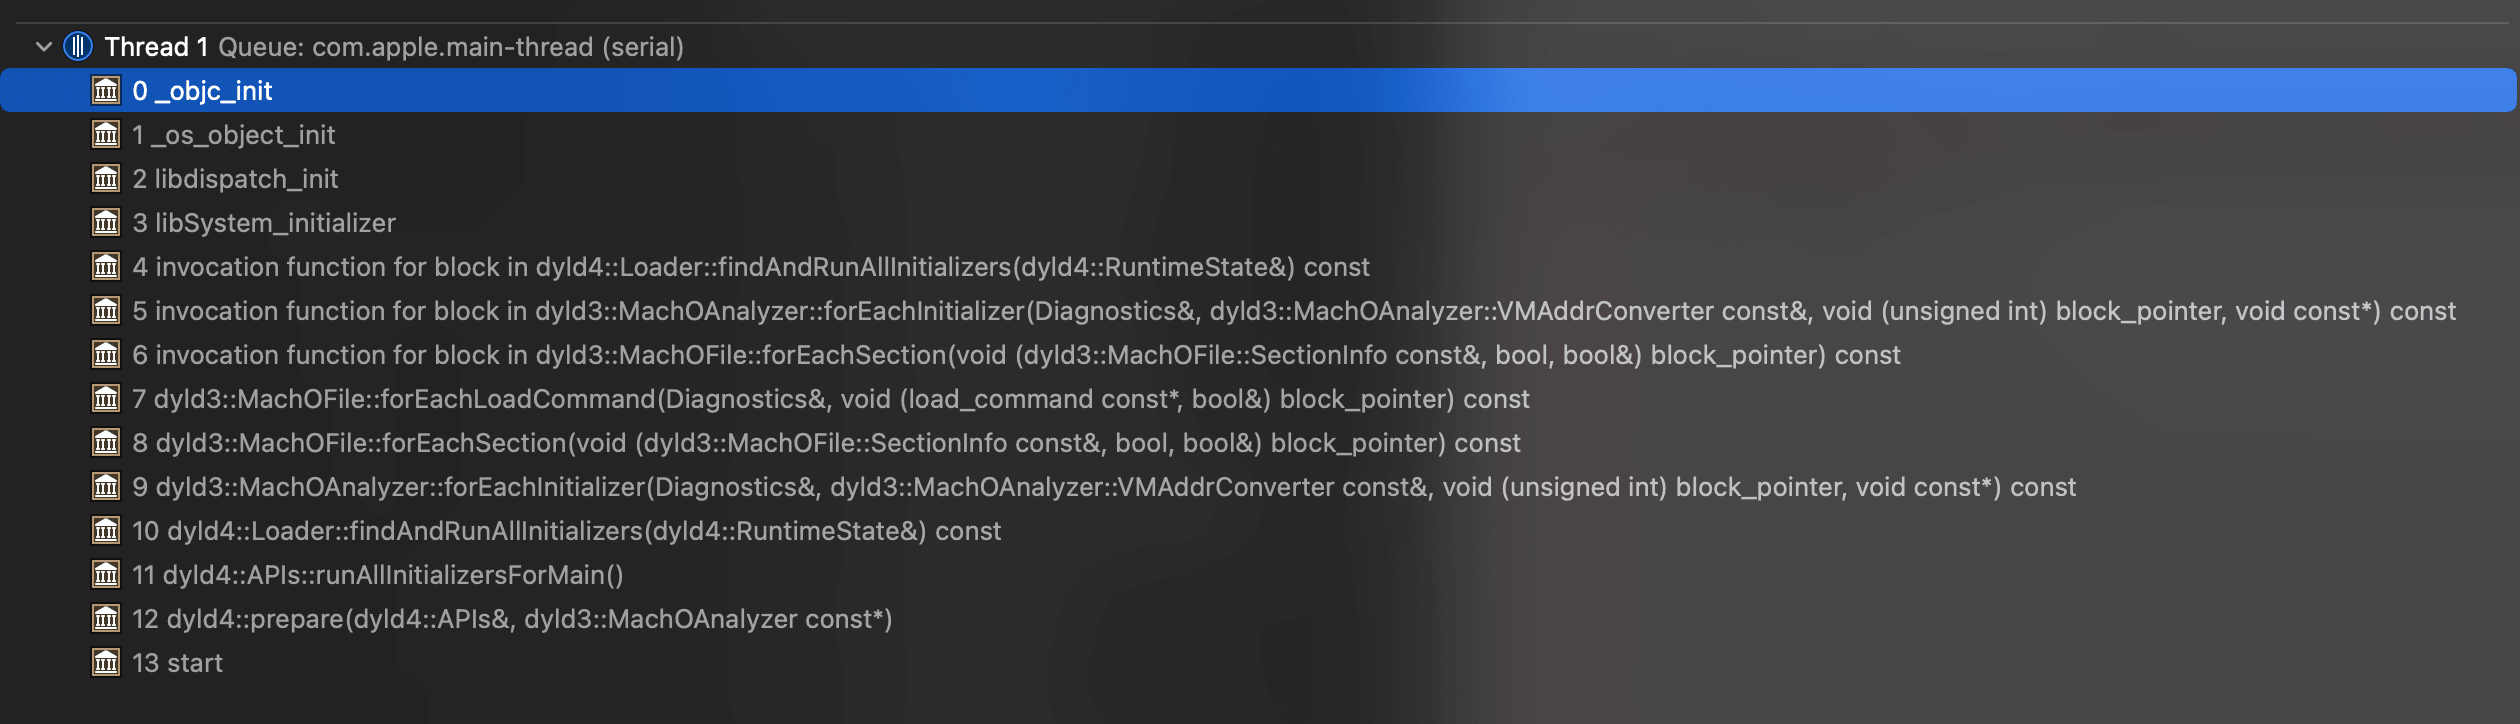 Thread 1 Queue: com.apple.main-thread (serial)
0 _objc_init
1 _os_object_init
2 libdispatch_init
3 libSystem_initializer
4 invocation function for block in dyld4::Loader::findAndRunAllInitializers(dyld4::RuntimeState&) const
5 invocation function for block in dyld3::MachOAnalyzer::forEachInitializer(Diagnostics&, dyld3::MachOAnalyzer::VMAddrConverter const&, void (unsigned int) block_pointer, void const*) const
6 invocation function for block in dyld3::MachOFile::forEachSection(void (dyld3::MachOFile::SectionInfo const&, bool, bool&) block_pointer) const
7 dyld3::MachOFile::forEachLoadCommand(Diagnostics&, void (load_command const*, bool&) block_pointer) const
8 dyld3::MachOFile::forEachSection(void (dyld3::MachOFile::SectionInfo const&, bool, bool&) block_pointer) const
9 dyld3::MachOAnalyzer::forEachInitializer(Diagnostics&, dyld3::MachOAnalyzer::VMAddrConverter const&, void (unsigned int) block_pointer, void const*) const
10 dyld4::Loader::findAndRunAllInitializers(dyld4::RuntimeState&) const
11 dyld4::APIs::runAllInitializersForMain()
12 dyld4::prepare(dyld4::APIs&, dyld3::MachOAnalyzer const*)
13 start